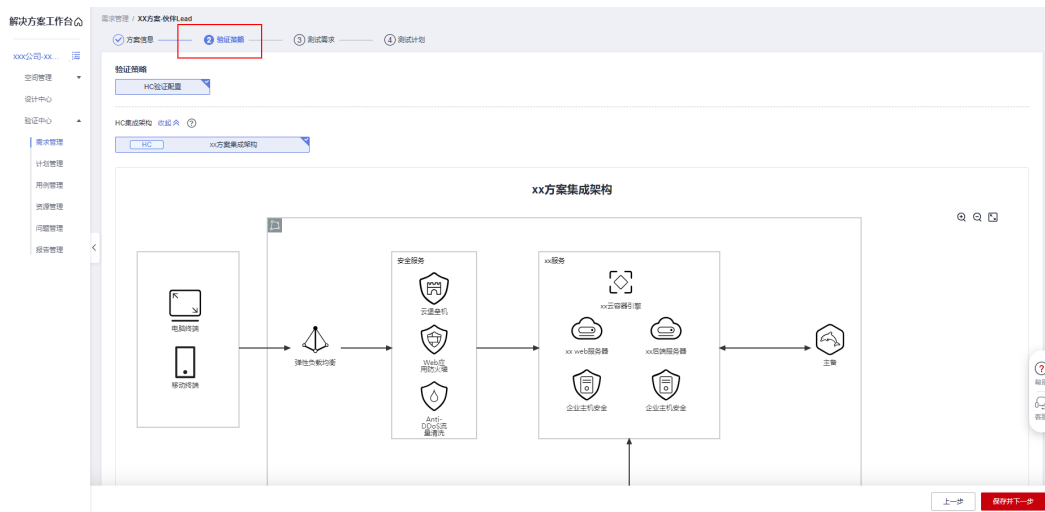 解决方案工作台
需求管理 / XX方案-伙伴Lead
方案信息
2 验证策略
3 测试需求
4 测试计划
xxx公司-xx...
空间管理
设计中心
验证中心
需求管理
计划管理
用例管理
资源管理
问题管理
报告管理
验证策略
HC验证配置
HC集成架构 收起
HC xx方案集成架构
xx方案集成架构
电脑终端
移动终端
弹性负载均衡
安全服务
云堡垒机
Web应
用防火墙
Anti-
DDoS流
量清洗
xx服务
xx云容器引擎
xx web服务器
xx后端服务器
企业主机安全
企业主机安全
主备
上一步
保存并下一步